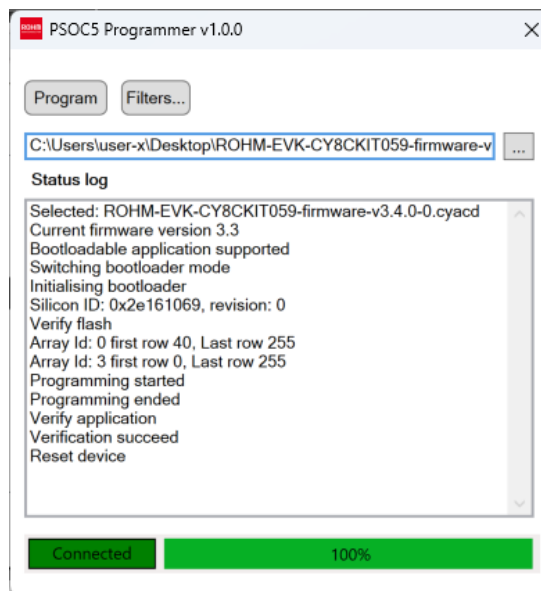 ROHM PSOC5 Programmer v1.0.0
Program Filters...
C:\Users\user-x\Desktop\ROHM-EVK-CY8CKIT059-firmware-v ...
Status log
Selected: ROHM-EVK-CY8CKIT059-firmware-v3.4.0-0.cyacd
Current firmware version 3.3
Bootloadable application supported
Switching bootloader mode
Initialising bootloader
Silicon ID: 0x2e161069, revision: 0
Verify flash
Array Id: 0 first row 40, Last row 255
Array Id: 3 first row 0, Last row 255
Programming started
Programming ended
Verify application
Verification succeed
Reset device
Connected 100%